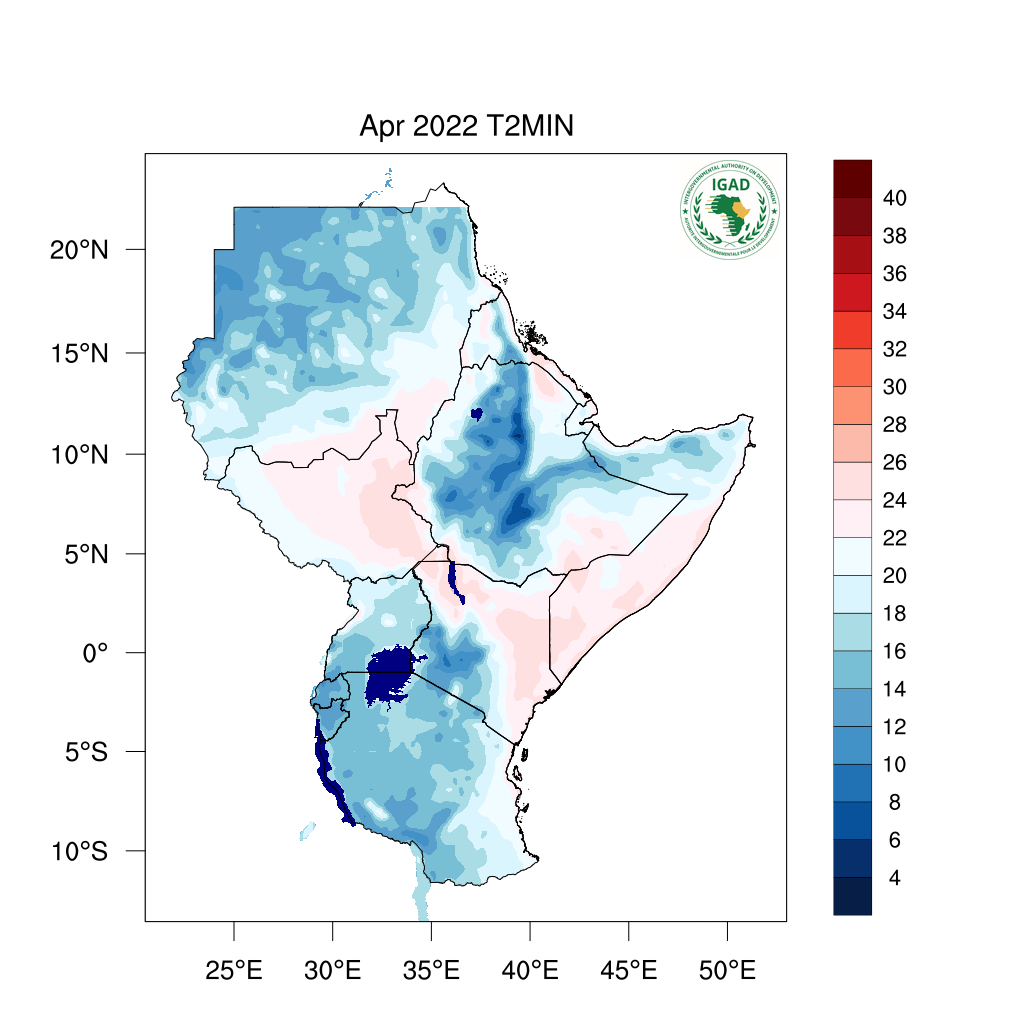 Apr 2022 T2MIN
INTERGOVERNMENTAL AUTHORITY ON DEVELOPMENT
IGAD
AUTORITÉ INTERGOUVERNEMENTALE POUR LE DÉVELOPPEMENT
20°N
15°N
10°N
5°N
0°
5°S
10°S
25°E 30°E 35°E 40°E 45°E 50°E
40
38
36
34
32
30
28
26
24
22
20
18
16
14
12
10
8
6
4